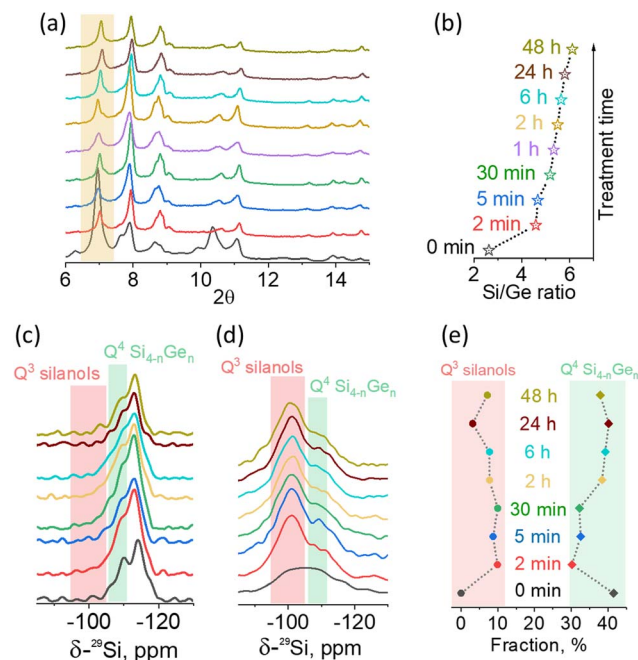 (a)
6 8 10 12 14
2θ
(b)
48 h
24 h
6 h
2 h
1 h
30 min
5 min
2 min
0 min
Treatment time
2 4 6
Si/Ge ratio
(c)
Q⁴ Si₄₋ₙGeₙ
Q³ silanols
-100 -120
δ-²⁹Si, ppm
(d)
Q³ silanols
Q⁴ Si₄₋ₙGeₙ
-100 -120
δ-²⁹Si, ppm
(e)
Q³ silanols
Q⁴ Si₄₋ₙGeₙ
48 h
24 h
6 h
2 h
30 min
5 min
2 min
0 min
0 10 20 30 40
Fraction, %